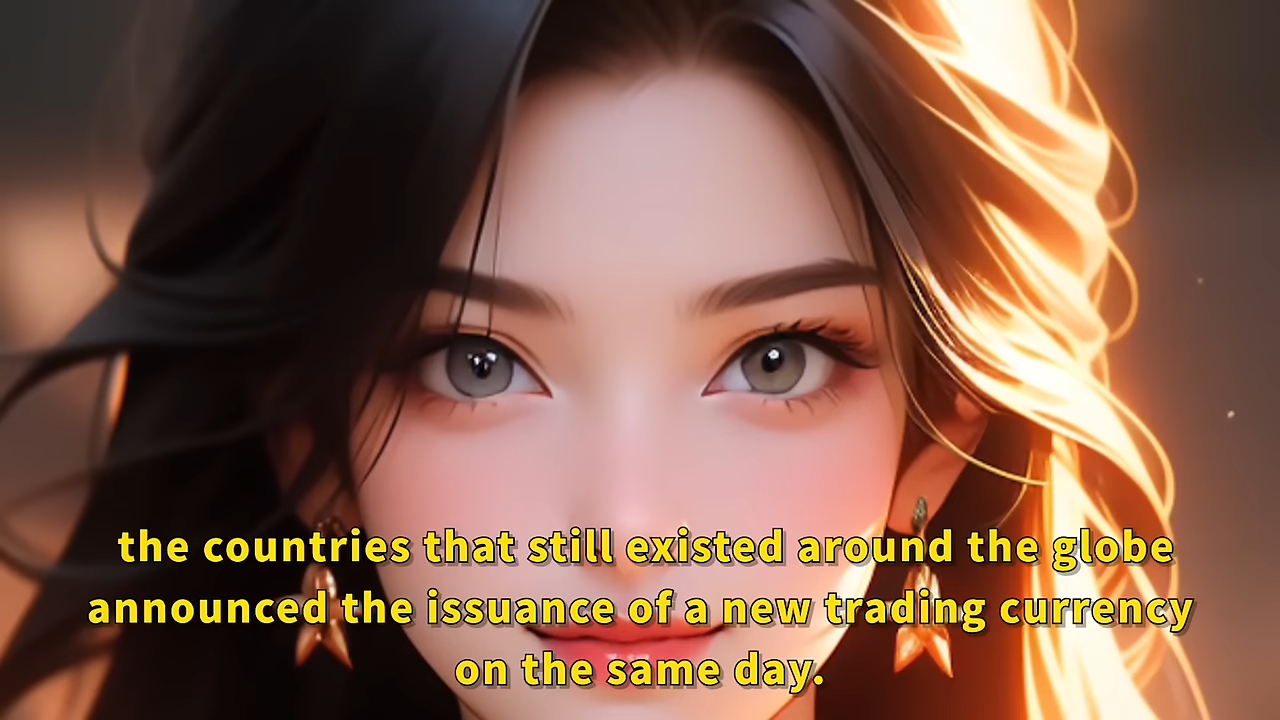 the countries that still existed around the globe
announced the issuance of a new trading currency
on the same day.